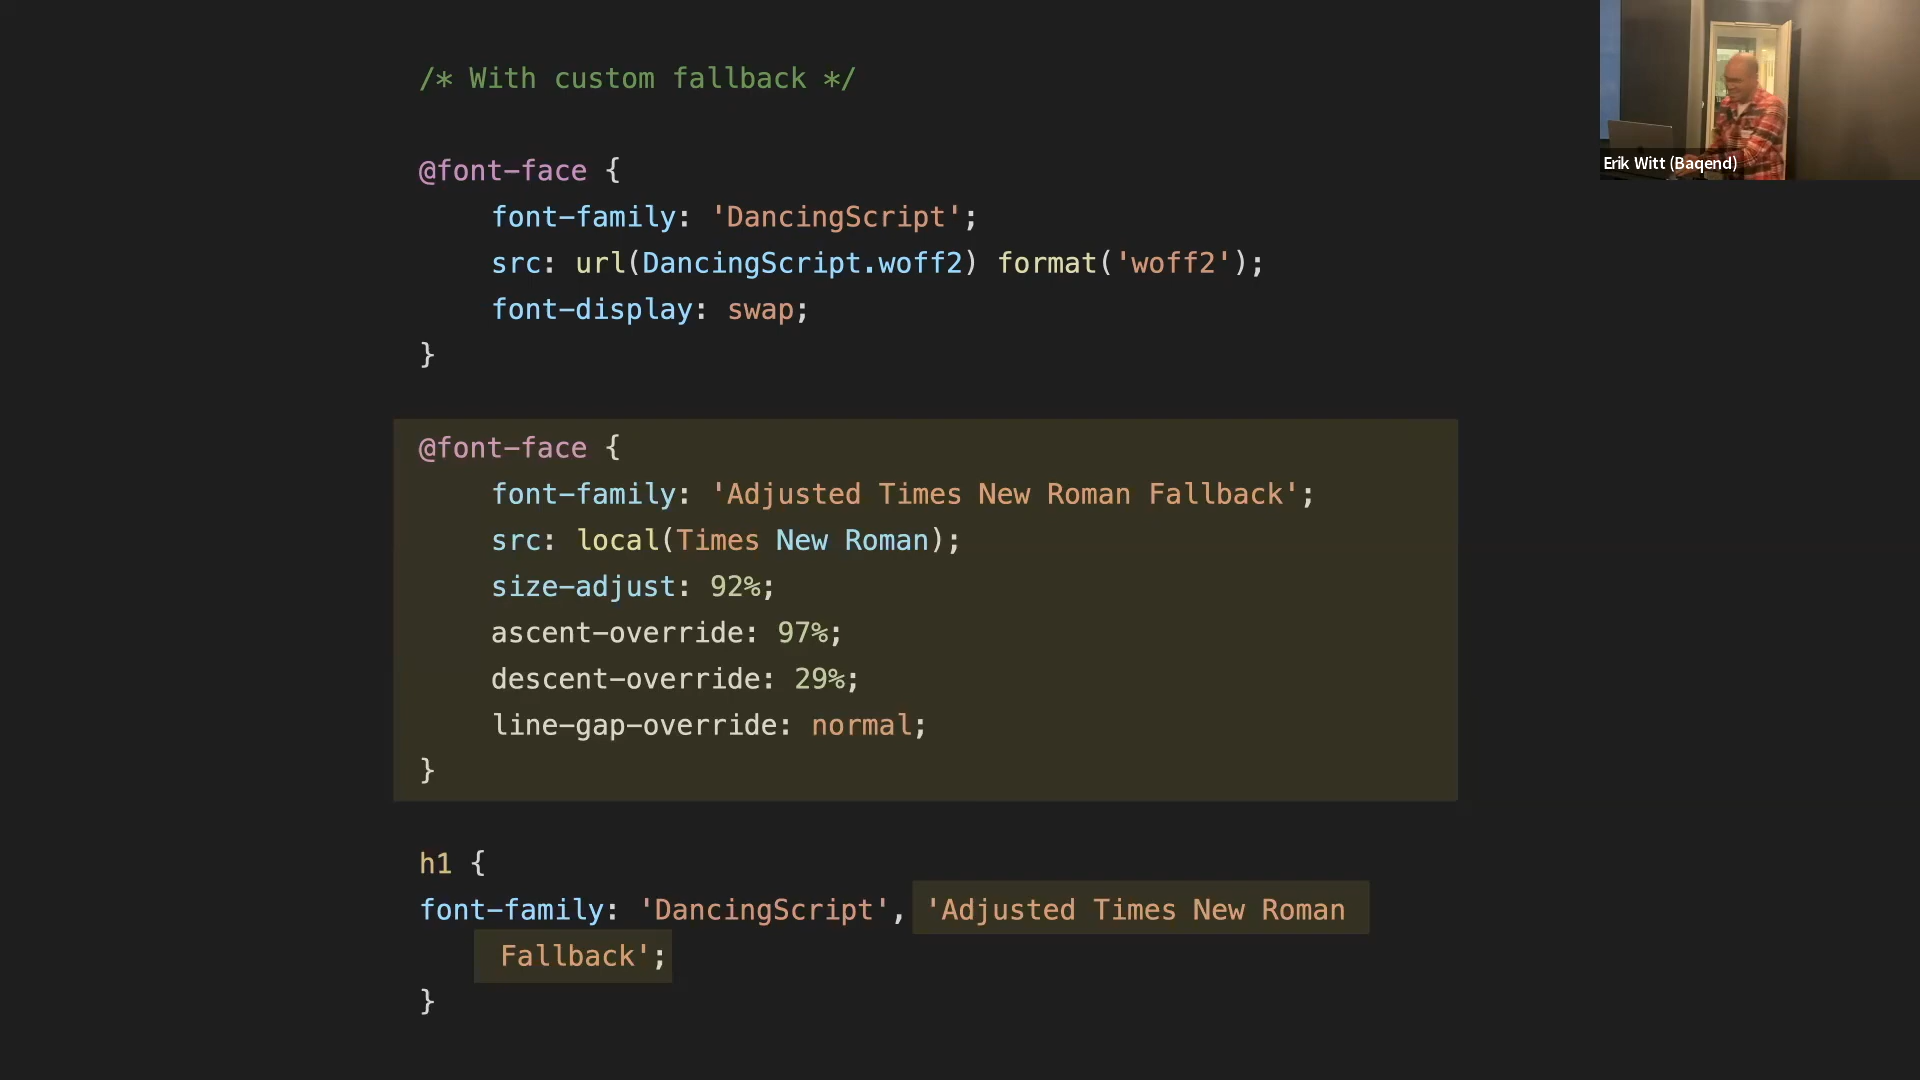 /* With custom fallback */
@font-face {
font-family: 'DancingScript';
src: url(DancingScript.woff2) format('woff2');
font-display: swap;
}
@font-face {
font-family: 'Adjusted Times New Roman Fallback';
src: local(Times New Roman);
size-adjust: 92%;
ascent-override: 97%;
descent-override: 29%;
line-gap-override: normal;
}
h1 {
font-family: 'DancingScript', 'Adjusted Times New Roman
Fallback';
}
Erik Witt (Baqend)